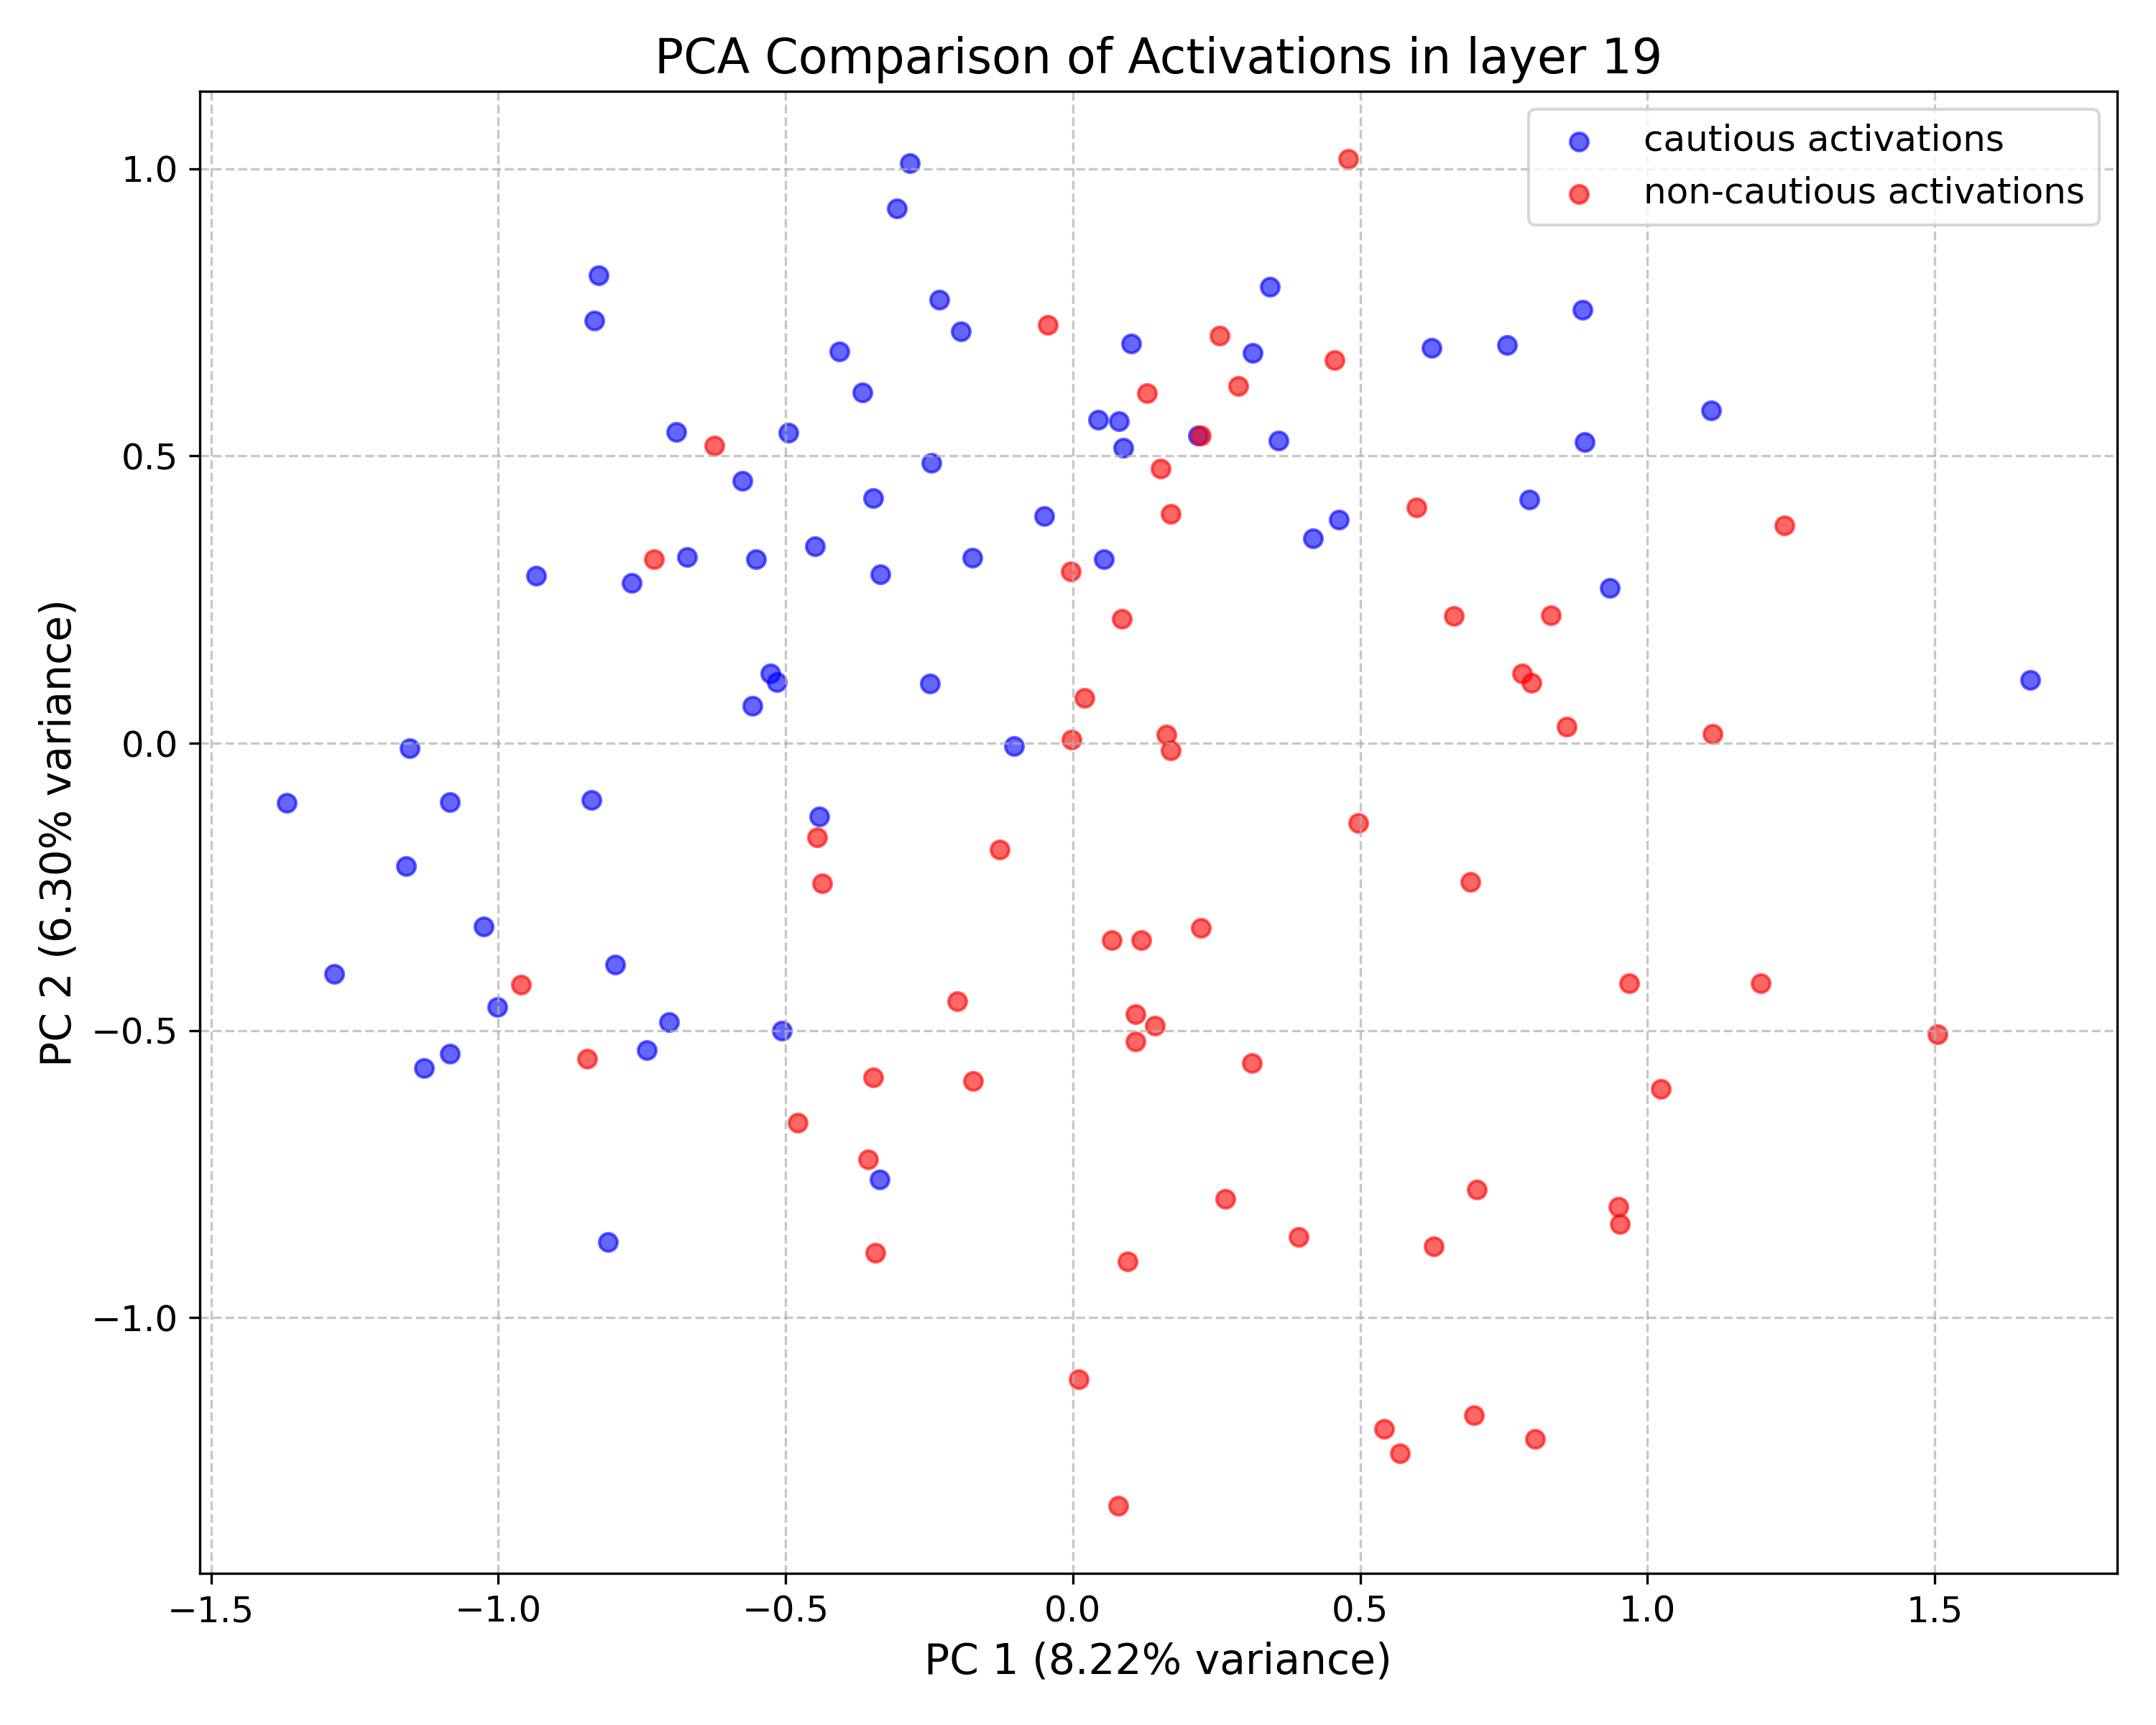 PCA Comparison of Activations in layer 19
cautious activations
non-cautious activations
1.0
0.5
0.0
−0.5
−1.0
PC 2 (6.30% variance)
−1.5 −1.0 −0.5 0.0 0.5 1.0 1.5
PC 1 (8.22% variance)